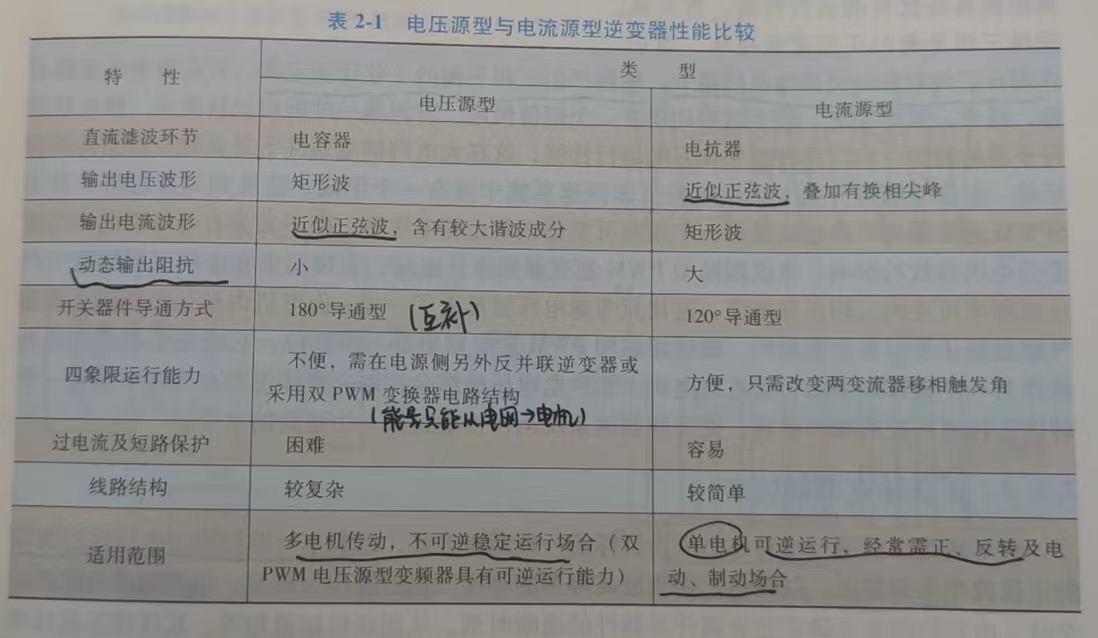 表 2-1 电压源型与电流源型逆变器性能比较
特 性
类 型
电压源型
电流源型
直流滤波环节
电容器
电抗器
输出电压波形
矩形波
近似正弦波，叠加有换相尖峰
输出电流波形
近似正弦波，含有较大谐波成分
矩形波
动态输出阻抗
小
大
开关器件导通方式
180°导通型 （互补）
120°导通型
四象限运行能力
不便，需在电源侧另外反并联逆变器或
采用双 PWM 变换器电路结构
（能量只能从电网→电机）
方便，只需改变两变流器移相触发角
过电流及短路保护
困难
容易
线路结构
较复杂
较简单
适用范围
多电机传动，不可逆稳定运行场合（双
PWM 电压源型变频器具有可逆运行能力）
单电机可逆运行，经常需正、反转及电
动、制动场合